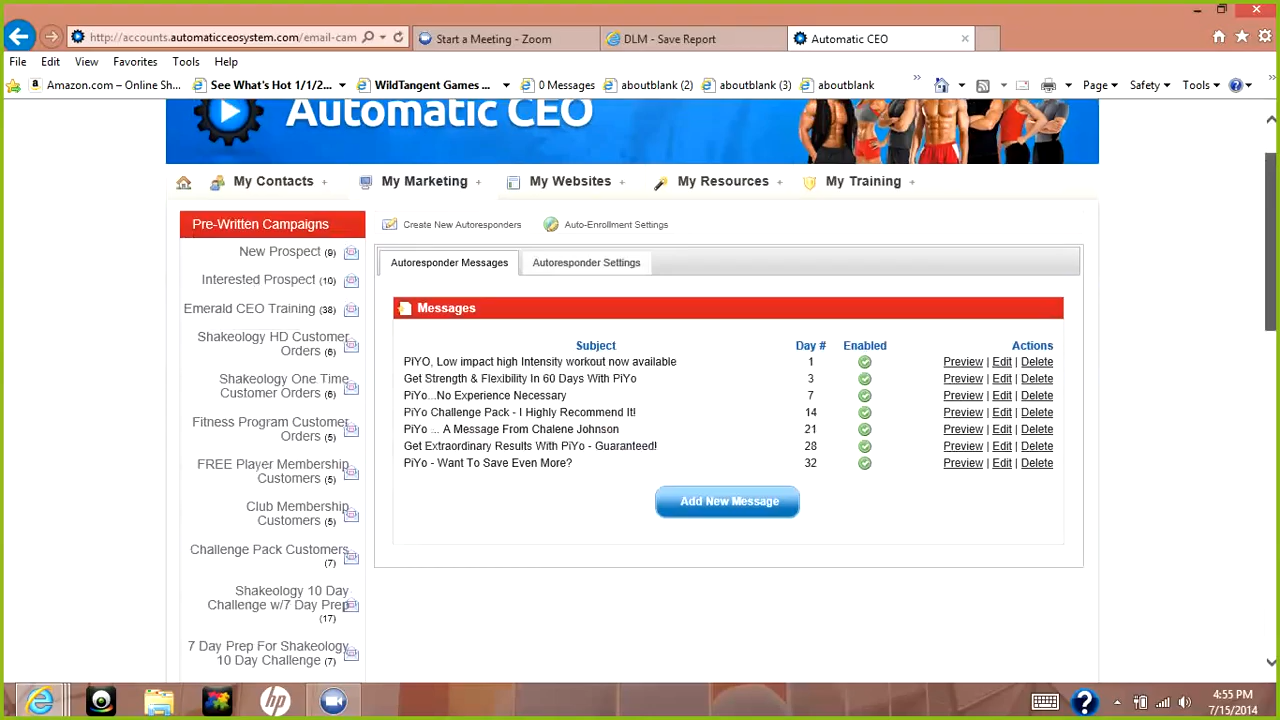 http://accounts.automaticceosystem.com/email-cam
Start a Meeting - Zoom
DLM - Save Report
Automatic CEO
File Edit View Favorites Tools Help
Amazon.com – Online Sh...
See What's Hot 1/1/2...
WildTangent Games ...
0 Messages
aboutblank (2)
aboutblank (3)
aboutblank
Page
Safety
Tools
Automatic CEO
My Contacts + My Marketing + My Websites + My Resources + My Training +
Pre-Written Campaigns
New Prospect (9)
Interested Prospect (10)
Emerald CEO Training (38)
Shakeology HD Customer
Orders (6)
Shakeology One Time
Customer Orders (6)
Fitness Program Customer
Orders (5)
FREE Player Membership
Customers (5)
Club Membership
Customers (5)
Challenge Pack Customers
(7)
Shakeology 10 Day
Challenge w/7 Day Prep
(17)
7 Day Prep For Shakeology
10 Day Challenge (7)
Create New Autoresponders Auto-Enrollment Settings
Autoresponder Messages Autoresponder Settings
Messages
Subject Day # Enabled Actions
PIYO, Low impact high Intensity workout now available 1 Preview | Edit | Delete
Get Strength & Flexibility In 60 Days With PiYo 3 Preview | Edit | Delete
PiYo...No Experience Necessary 7 Preview | Edit | Delete
PiYo Challenge Pack - I Highly Recommend It! 14 Preview | Edit | Delete
PiYo ... A Message From Chalene Johnson 21 Preview | Edit | Delete
Get Extraordinary Results With PiYo - Guaranteed! 28 Preview | Edit | Delete
PiYo - Want To Save Even More? 32 Preview | Edit | Delete
Add New Message
hp
4:55 PM
7/15/2014